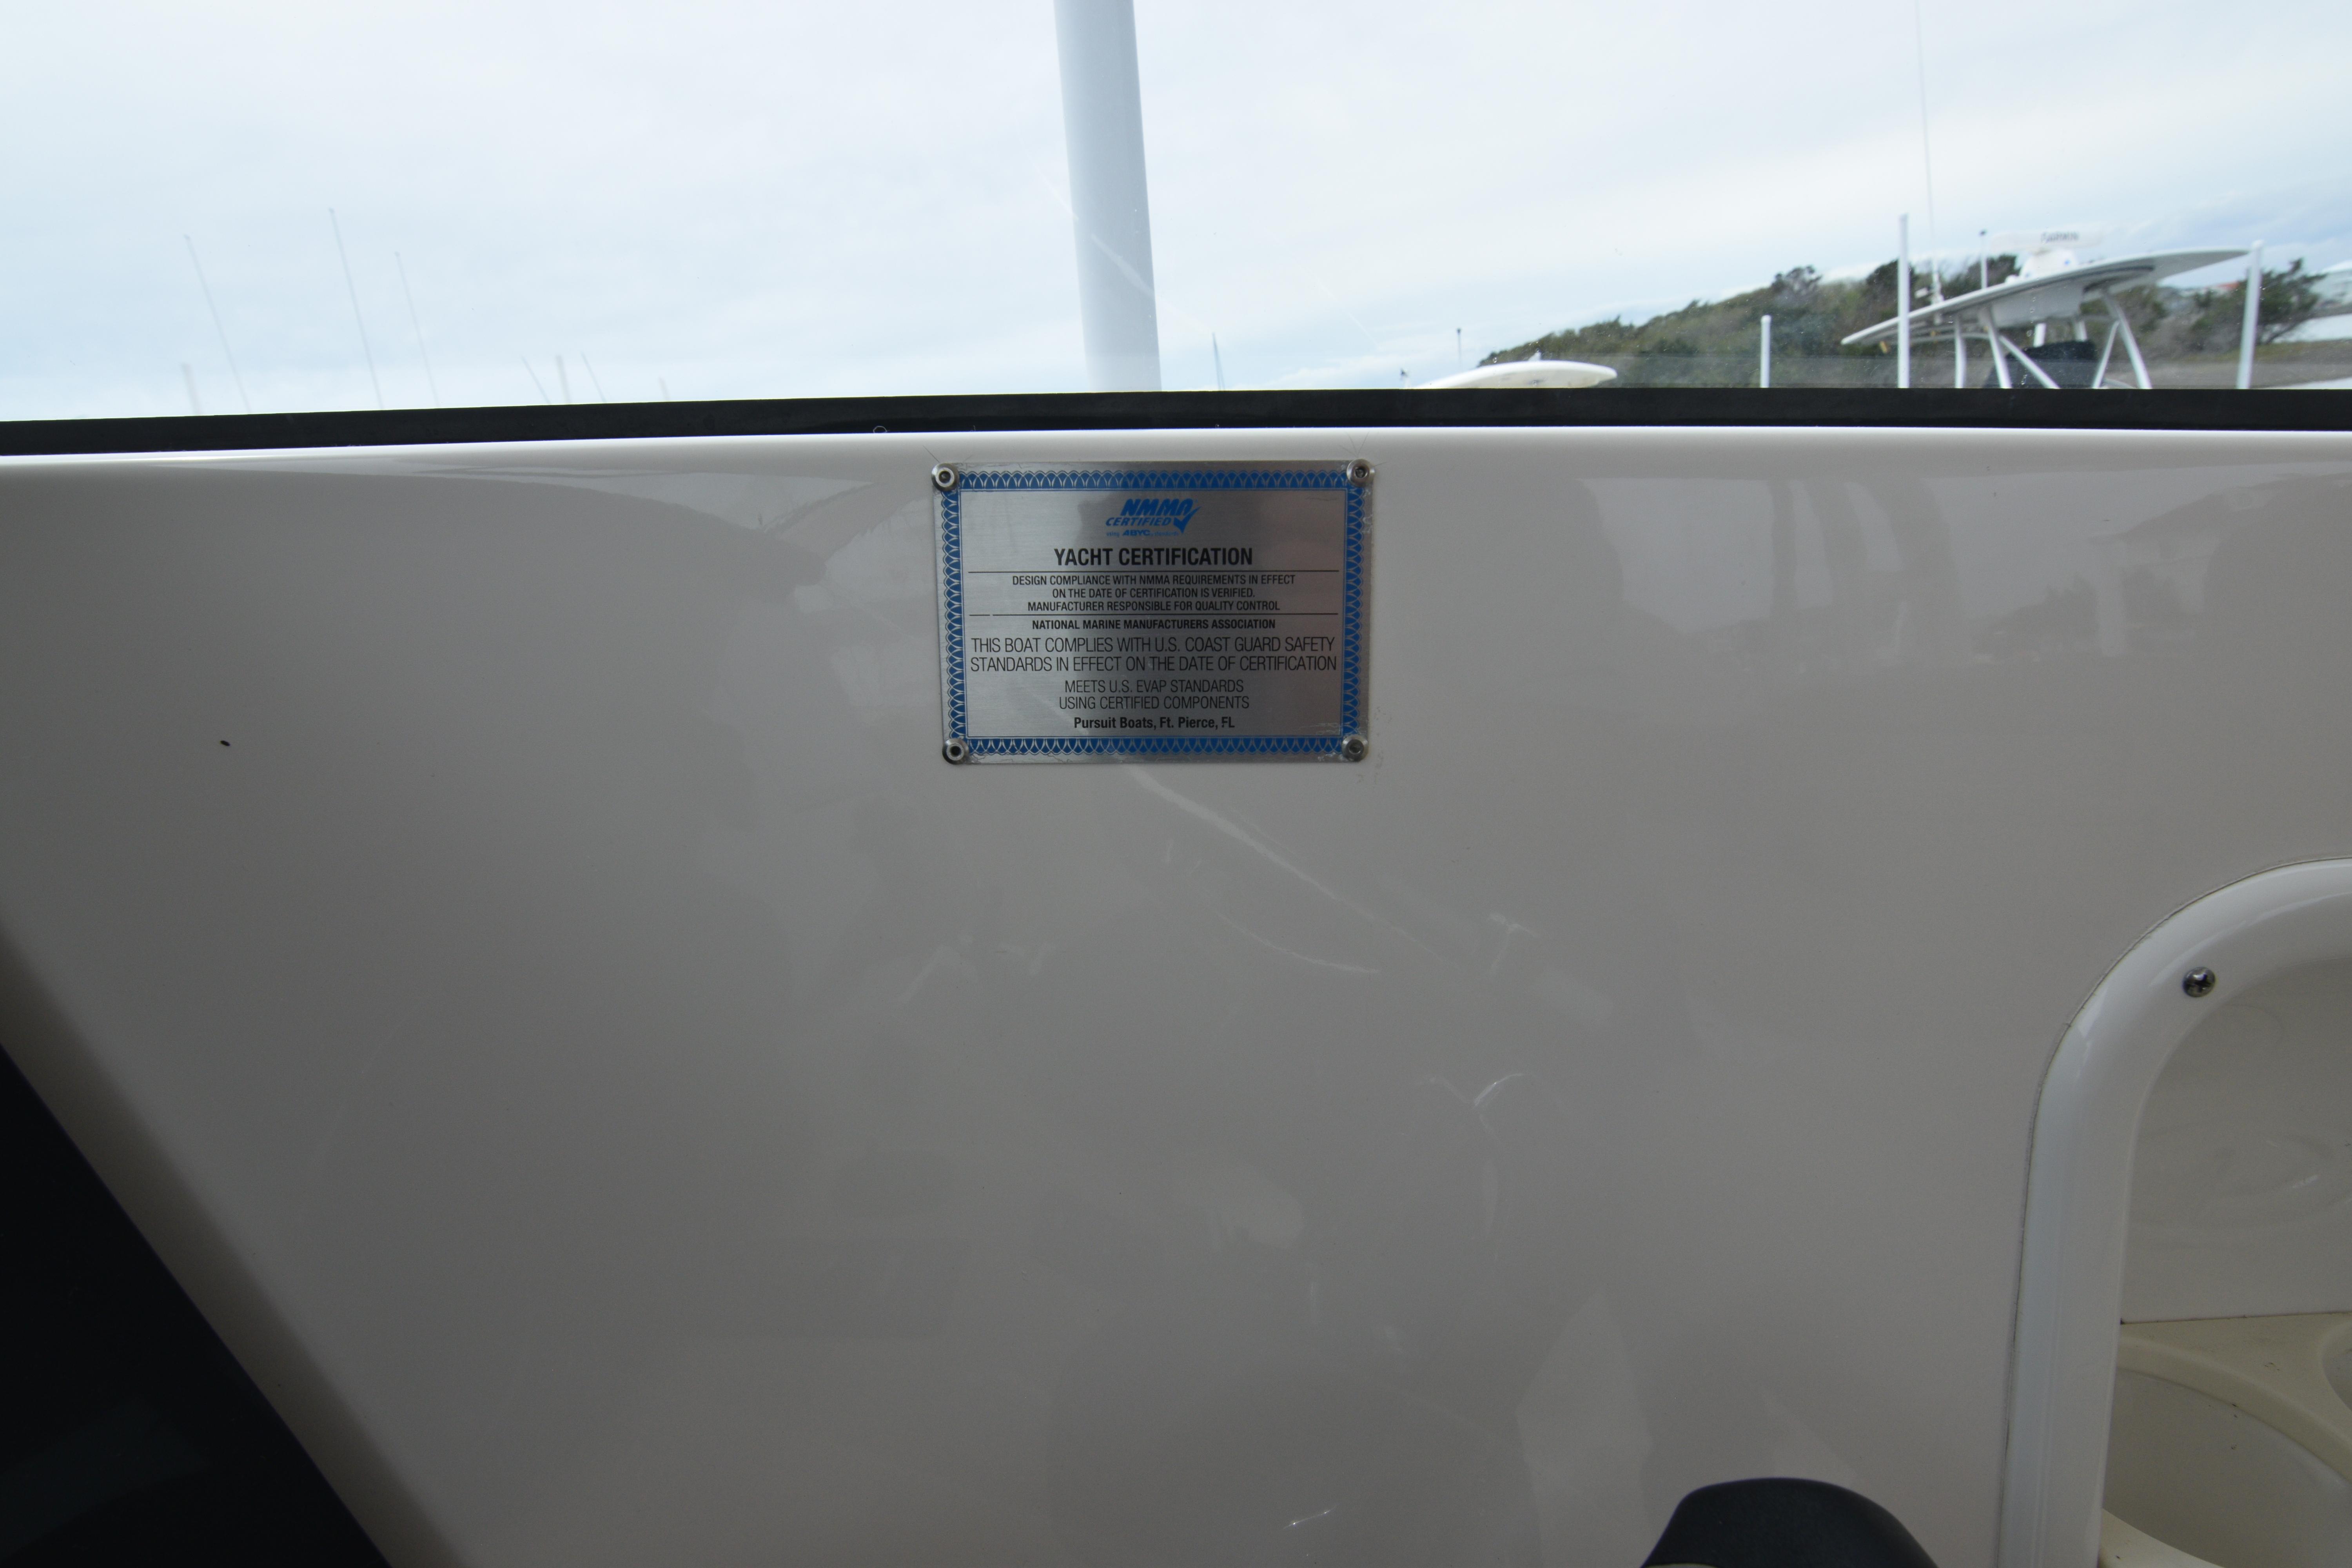 NMMA
CERTIFIED
using ABYC
YACHT CERTIFICATION
DESIGN COMPLIANCE WITH NMMA REQUIREMENTS IN EFFECT
ON THE DATE OF CERTIFICATION IS VERIFIED.
MANUFACTURER RESPONSIBLE FOR QUALITY CONTROL
NATIONAL MARINE MANUFACTURERS ASSOCIATION
THIS BOAT COMPLIES WITH U.S. COAST GUARD SAFETY
STANDARDS IN EFFECT ON THE DATE OF CERTIFICATION
MEETS U.S. EVAP STANDARDS
USING CERTIFIED COMPONENTS
Pursuit Boats, Ft. Pierce, FL